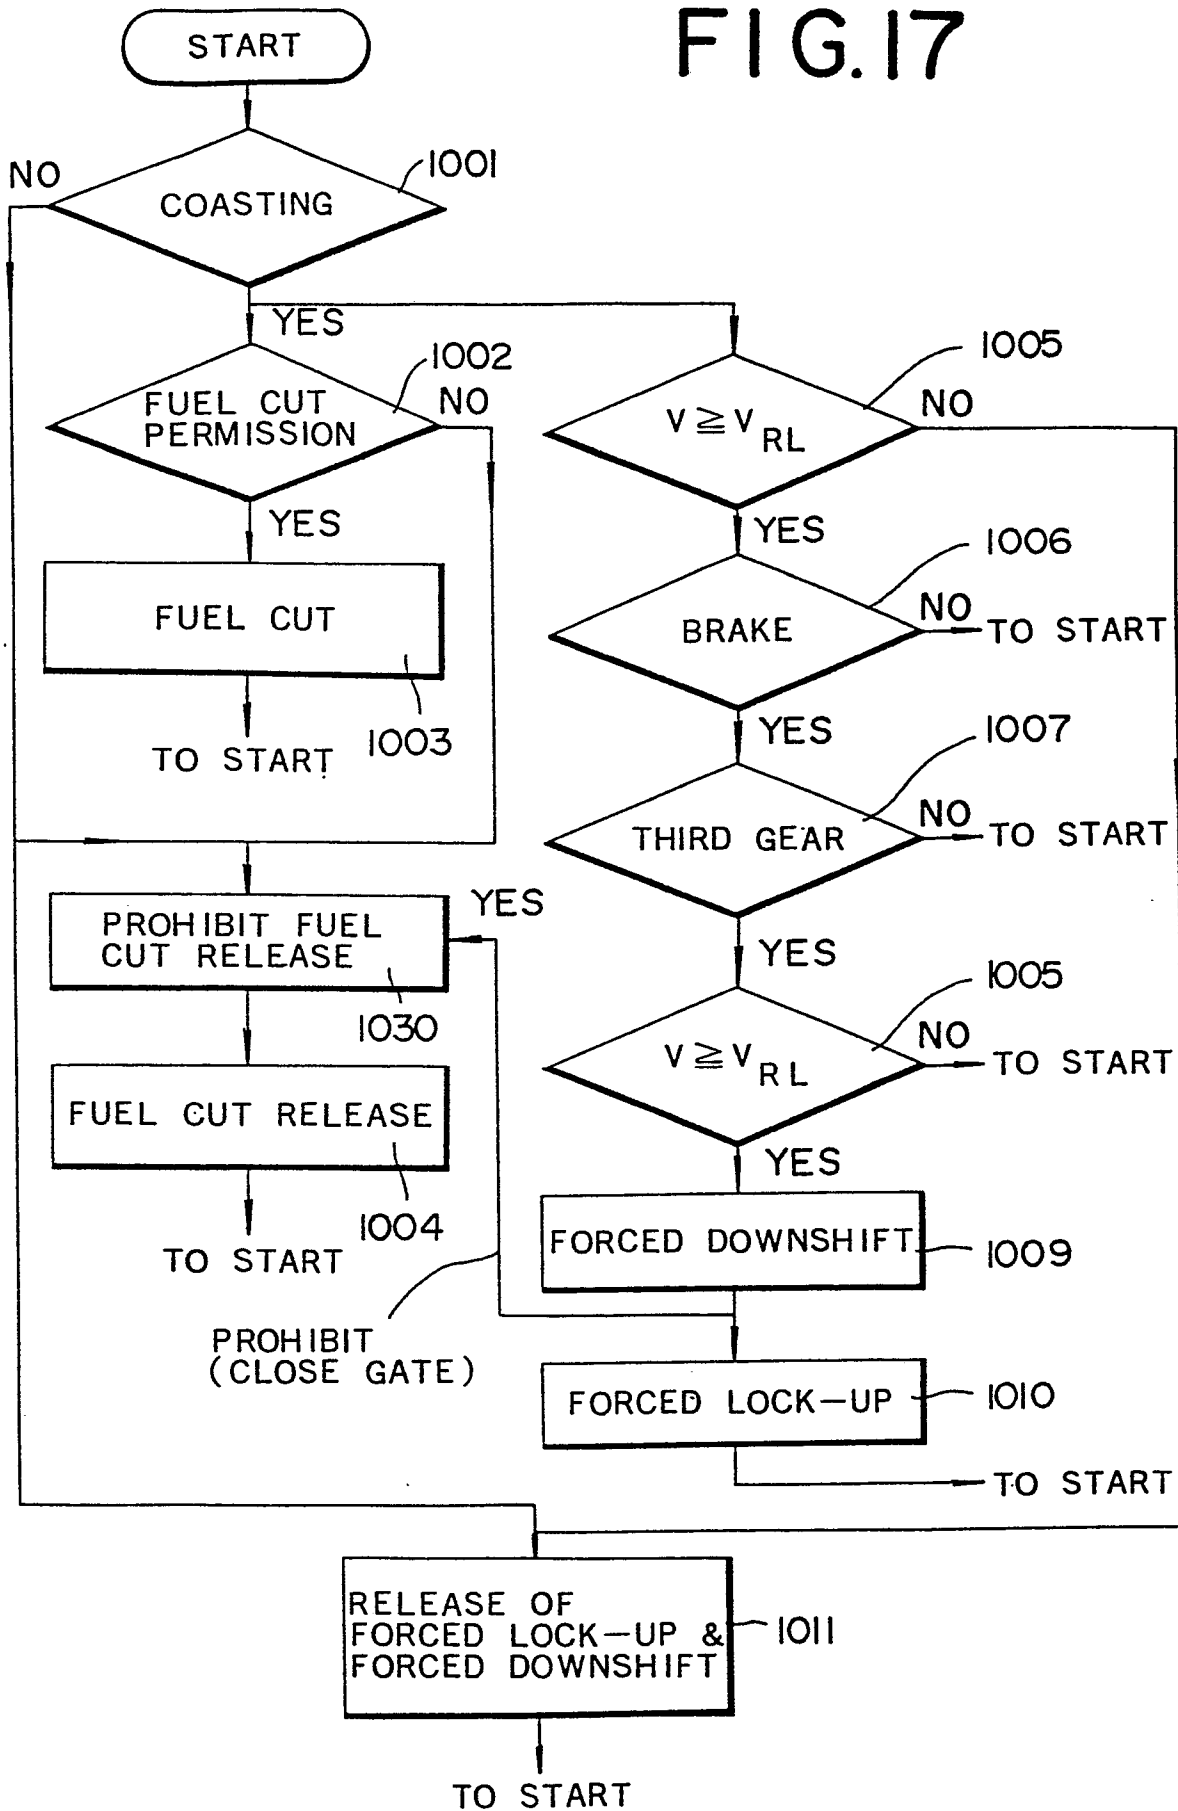 FIG.17
START
NO
1001
COASTING
YES
1002
FUEL CUT
PERMISSION
NO
YES
FUEL CUT
1003
TO START
1005
V ≧ V RL
NO
YES
1006
BRAKE
NO
TO START
YES
1007
THIRD GEAR
NO
TO START
YES
1005
V ≧ V RL
NO
TO START
YES
FORCED DOWNSHIFT
1009
YES
PROHIBIT FUEL
CUT RELEASE
1030
FUEL CUT RELEASE
1004
TO START
PROHIBIT
(CLOSE GATE)
FORCED LOCK-UP
1010
TO START
RELEASE OF
FORCED LOCK-UP &
FORCED DOWNSHIFT
1011
TO START